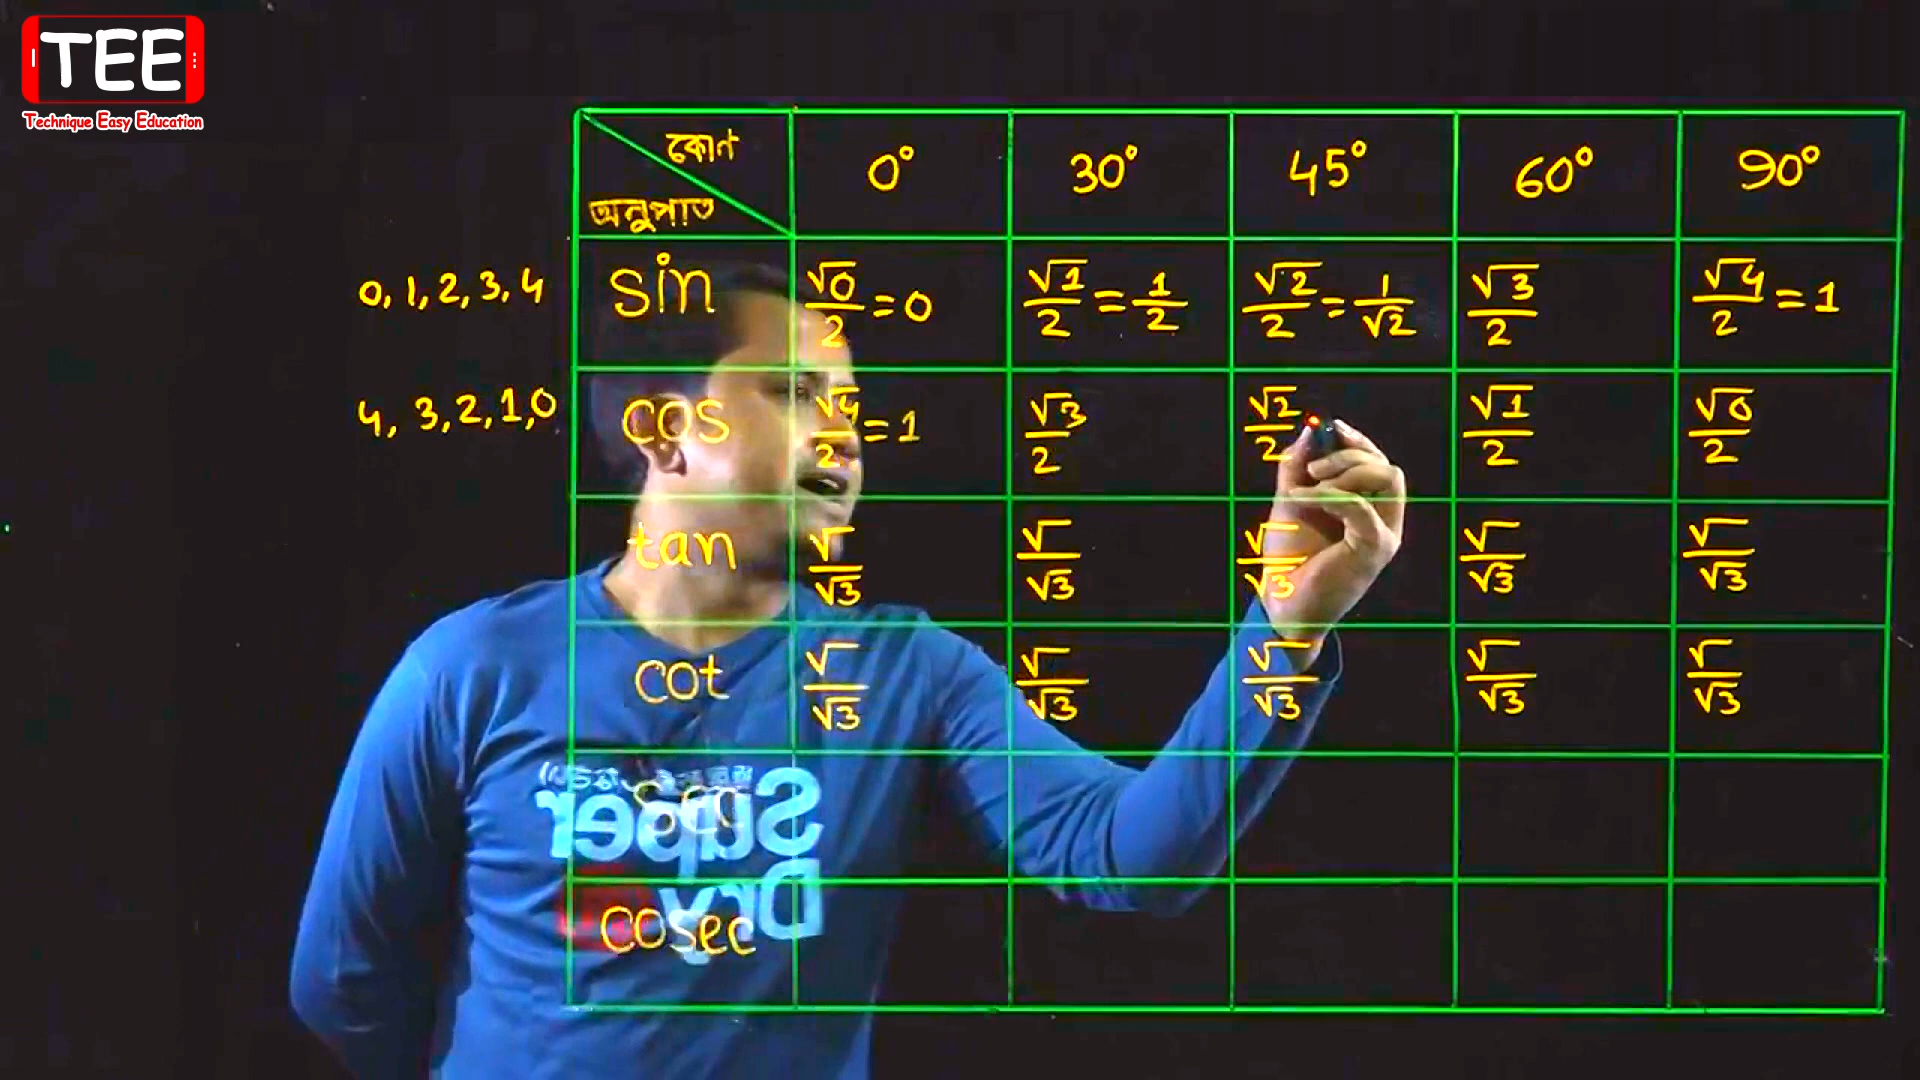 TEE
Technique Easy Education
কোণ
অনুপাত
0° 30° 45° 60° 90°
0, 1, 2, 3, 4 sin √0/2 = 0 √1/2 = 1/2 √2/2 = 1/√2 √3/2 √4/2 = 1
4, 3, 2, 1, 0 cos √4/2 = 1 √3/2 √2/2 √1/2 √0/2
tan √/√3 √/√3 √/√3 √/√3 √/√3
cot √/√3 √/√3 √/√3 √/√3 √/√3
sec
Super
Dry
cosec